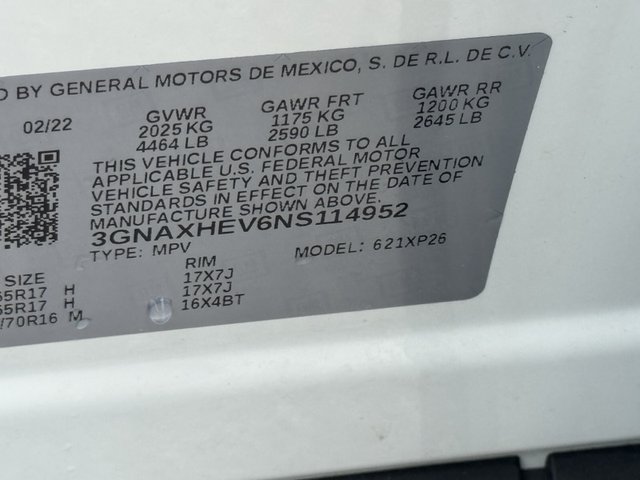 D BY GENERAL MOTORS DE MEXICO, S. DE R.L. DE C.V.
02/22 GVWR GAWR FRT GAWR RR
2025 KG 1175 KG 1200 KG
4464 LB 2590 LB 2645 LB
THIS VEHICLE CONFORMS TO ALL
APPLICABLE U.S. FEDERAL MOTOR
VEHICLE SAFETY AND THEFT PREVENTION
STANDARDS IN EFFECT ON THE DATE OF
MANUFACTURE SHOWN ABOVE.
3GNAXHEV6NS114952
TYPE: MPV MODEL: 621XP26
SIZE RIM
65R17 H 17X7J
65R17 H 17X7J
/70R16 M 16X4BT